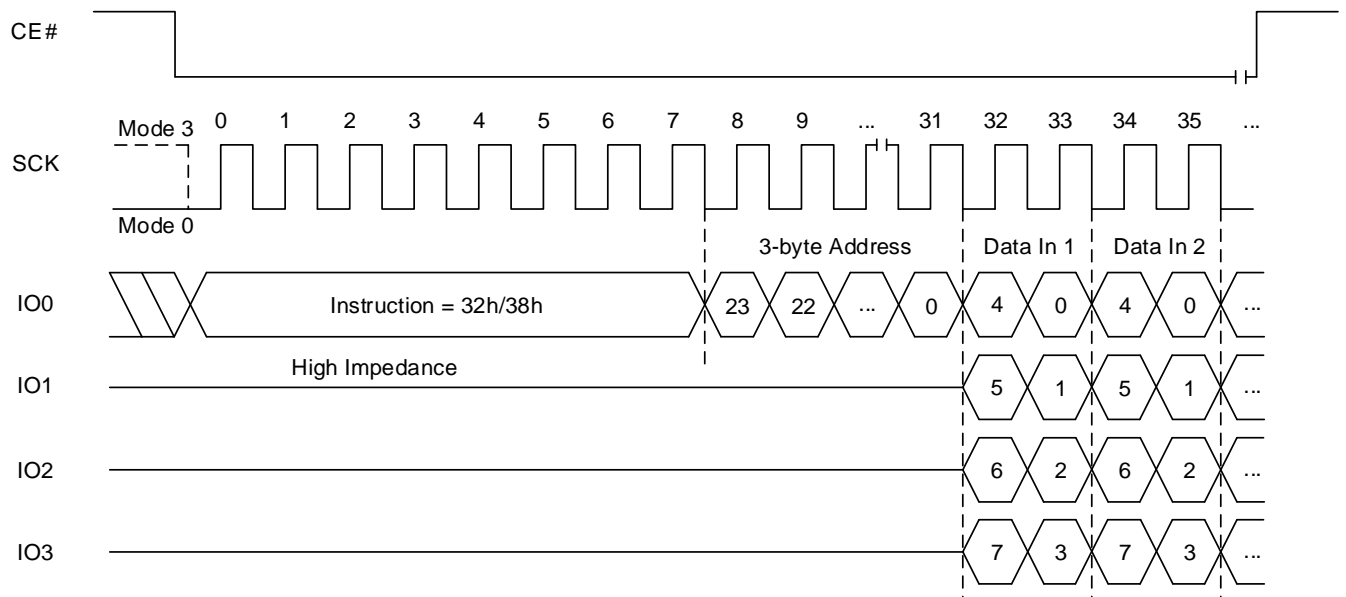 CE#
Mode 3 0 1 2 3 4 5 6 7 8 9 ... 31 32 33 34 35 ...
SCK
Mode 0
3-byte Address Data In 1 Data In 2
IO0 Instruction = 32h/38h 23 22 ... 0 4 0 4 0 ...
High Impedance
IO1 5 1 5 1 ...
IO2 6 2 6 2 ...
IO3 7 3 7 3 ...